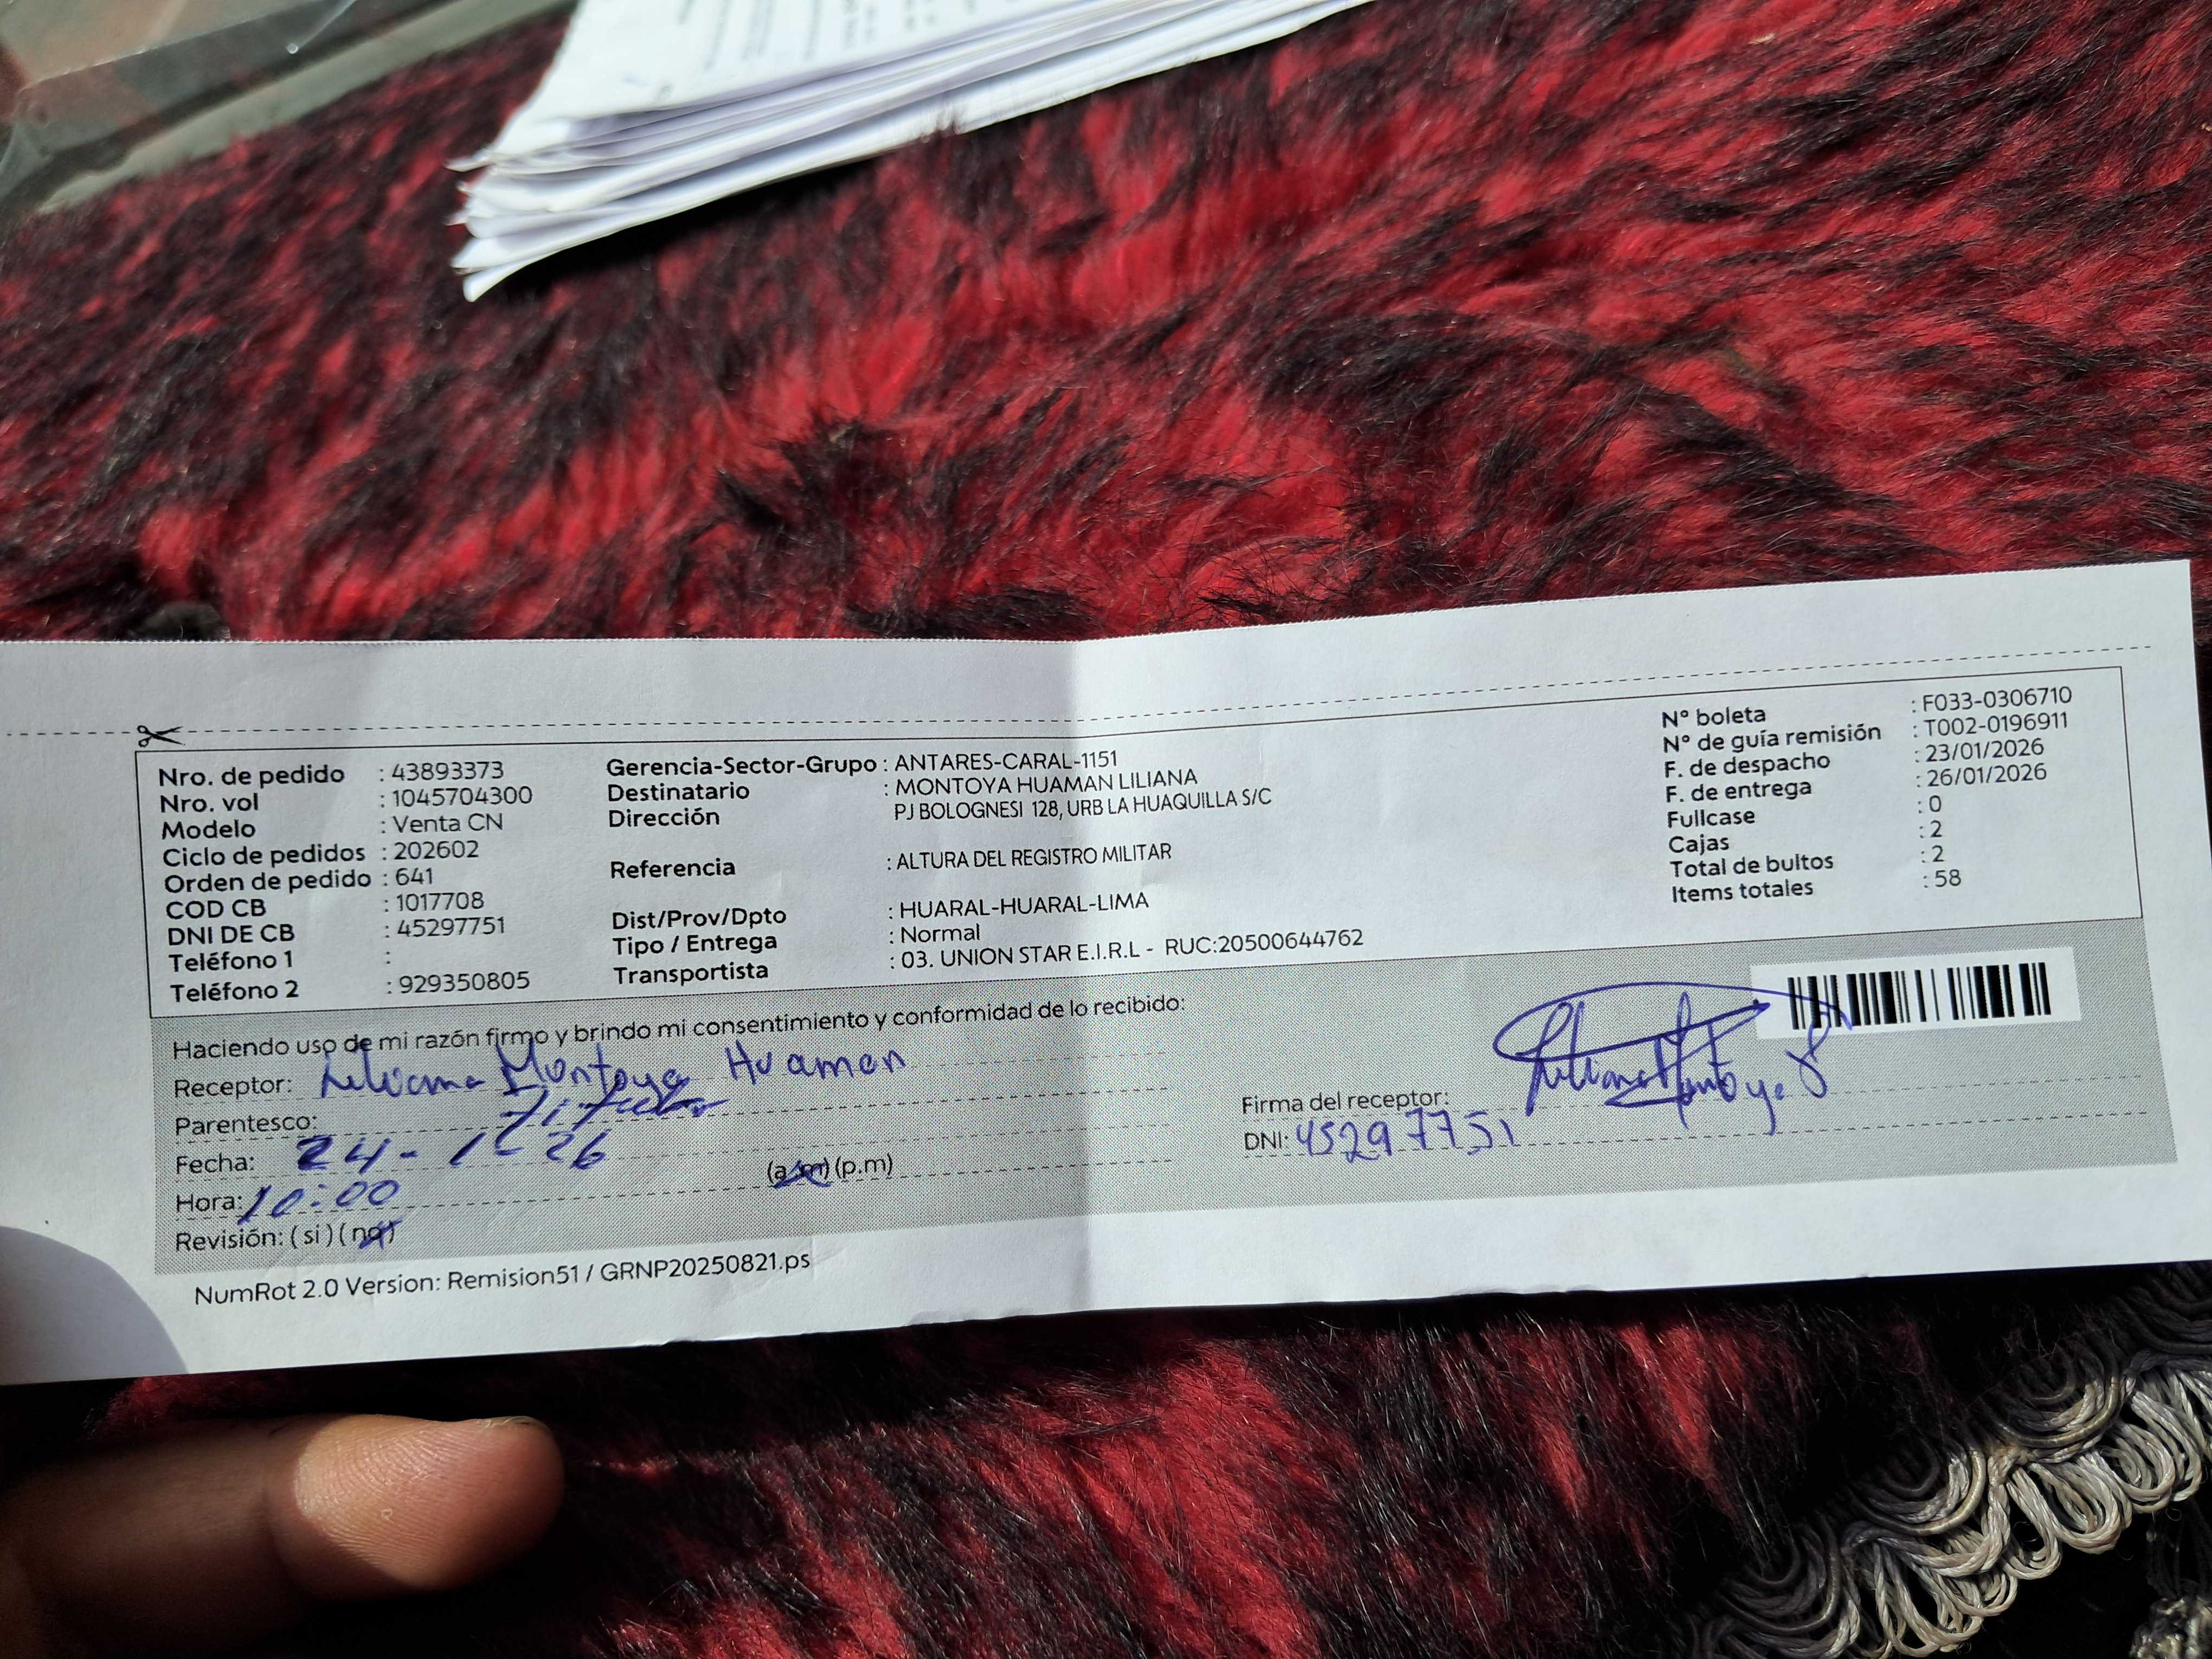 Nro. de pedido : 43893373
Nro. vol : 1045704300
Modelo : Venta CN
Ciclo de pedidos : 202602
Orden de pedido : 641
COD CB : 1017708
DNI DE CB : 45297751
Teléfono 1 :
Teléfono 2 : 929350805
Gerencia-Sector-Grupo : ANTARES-CARAL-1151
Destinatario : MONTOYA HUAMAN LILIANA
Dirección PJ BOLOGNESI 128, URB LA HUAQUILLA S/C
Referencia : ALTURA DEL REGISTRO MILITAR
Dist/Prov/Dpto : HUARAL-HUARAL-LIMA
Tipo / Entrega : Normal
Transportista : 03. UNION STAR E.I.R.L - RUC:20500644762
N° boleta : F033-0306710
N° de guía remisión : T002-0196911
F. de despacho : 23/01/2026
F. de entrega : 26/01/2026
Fullcase : 0
Cajas : 2
Total de bultos : 2
Items totales : 58
Haciendo uso de mi razón firmo y brindo mi consentimiento y conformidad de lo recibido:
Receptor: Liliana Montoya Huaman
Parentesco: Titular
Fecha: 24-1-26
Hora: 10:00 (a.m) (p.m)
Revisión: ( si ) ( no )
Firma del receptor: Liliana Montoya
DNI: 45297751
NumRot 2.0 Version: Remision51 / GRNP20250821.ps